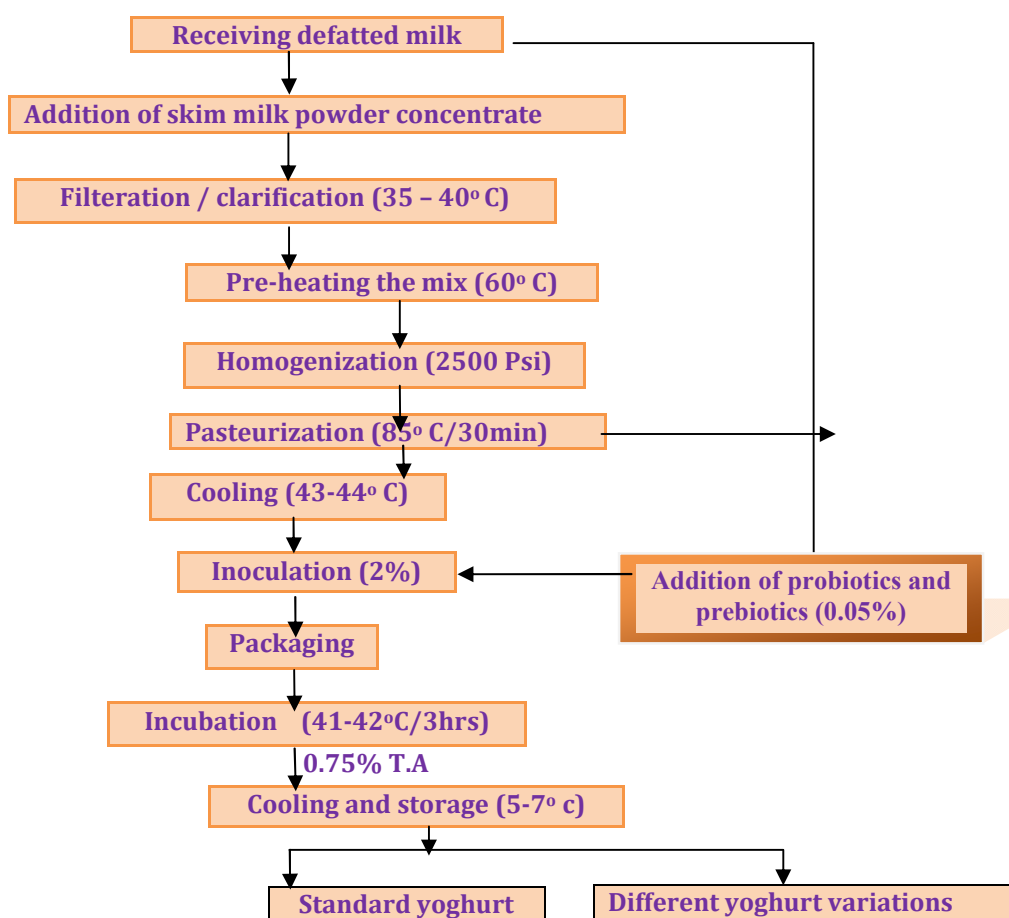 Receiving defatted milk
Addition of skim milk powder concentrate
Filteration / clarification (35 – 40º C)
Pre-heating the mix (60º C)
Homogenization (2500 Psi)
Pasteurization (85º C/30min)
Cooling (43-44º C)
Inoculation (2%)
Addition of probiotics and
prebiotics (0.05%)
Packaging
Incubation (41-42ºC/3hrs)
0.75% T.A
Cooling and storage (5-7º c)
Standard yoghurt
Different yoghurt variations